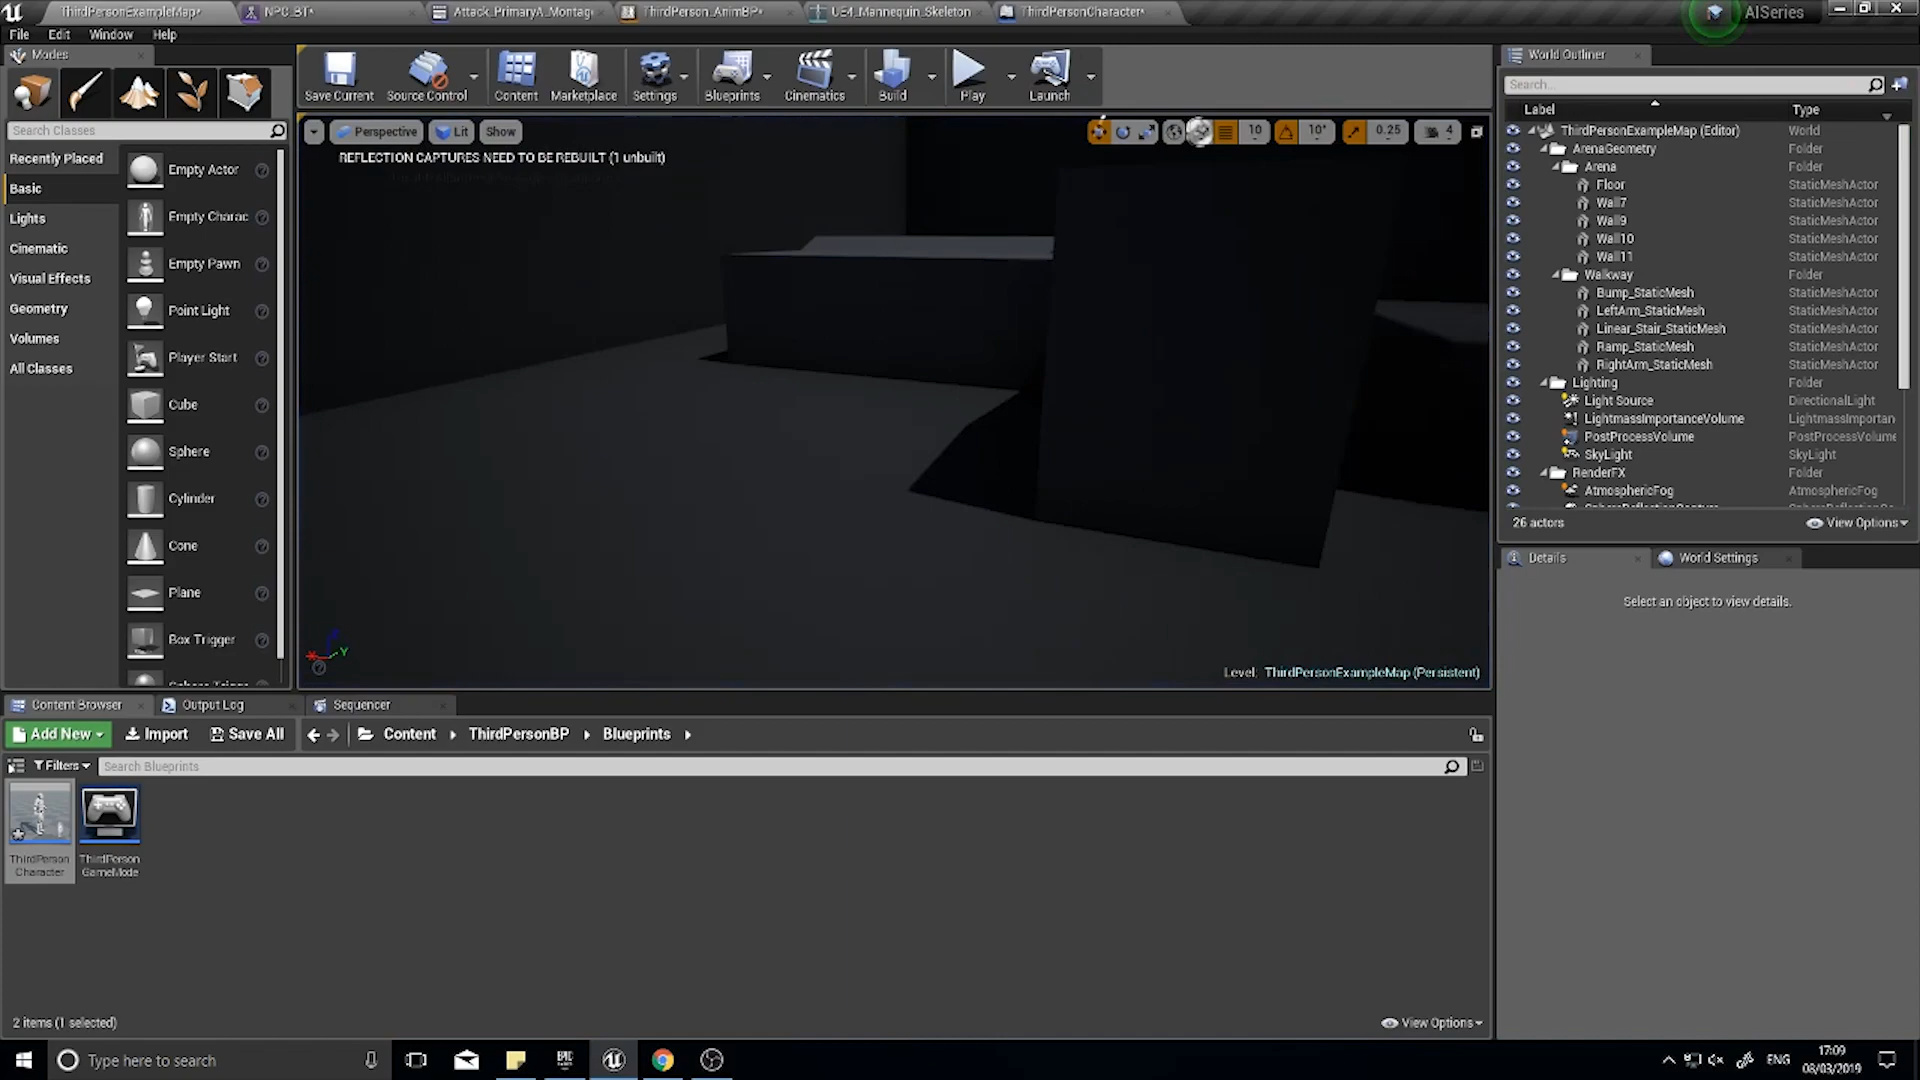 ThirdPersonExampleMap*
NPC_BT*
Attack_PrimaryA_Montag
ThirdPerson_AnimBP*
UE4_Mannequin_Skeleton
ThirdPersonCharacter*
AISeries
File
Edit
Window
Help
Modes
Search Classes
Recently Placed
Basic
Lights
Cinematic
Visual Effects
Geometry
Volumes
All Classes
Empty Actor
Empty Charac
Empty Pawn
Point Light
Player Start
Cube
Sphere
Cylinder
Cone
Plane
Box Trigger
Save Current
Source Control
Content
Marketplace
Settings
Blueprints
Cinematics
Build
Play
Launch
Perspective
Lit
Show
10
10°
0.25
4
REFLECTION CAPTURES NEED TO BE REBUILT (1 unbuilt)
Y
Level: ThirdPersonExampleMap (Persistent)
World Outliner
Search...
Label
Type
ThirdPersonExampleMap (Editor) World
ArenaGeometry Folder
Arena Folder
Floor StaticMeshActor
Wall7 StaticMeshActor
Wall9 StaticMeshActor
Wall10 StaticMeshActor
Wall11 StaticMeshActor
Walkway Folder
Bump_StaticMesh StaticMeshActor
LeftArm_StaticMesh StaticMeshActor
Linear_Stair_StaticMesh StaticMeshActor
Ramp_StaticMesh StaticMeshActor
RightArm_StaticMesh StaticMeshActor
Lighting Folder
Light Source DirectionalLight
LightmassImportanceVolume LightmassImportan
PostProcessVolume PostProcessVolume
SkyLight SkyLight
RenderFX Folder
AtmosphericFog AtmosphericFog
26 actors
View Options
Details
World Settings
Select an object to view details.
Content Browser
Output Log
Sequencer
Add New
Import
Save All
Content
ThirdPersonBP
Blueprints
Filters
Search Blueprints
ThirdPerson
Character
ThirdPerson
GameMode
2 items (1 selected)
View Options
Type here to search
EPIC
ENG
17:09
08/03/2019